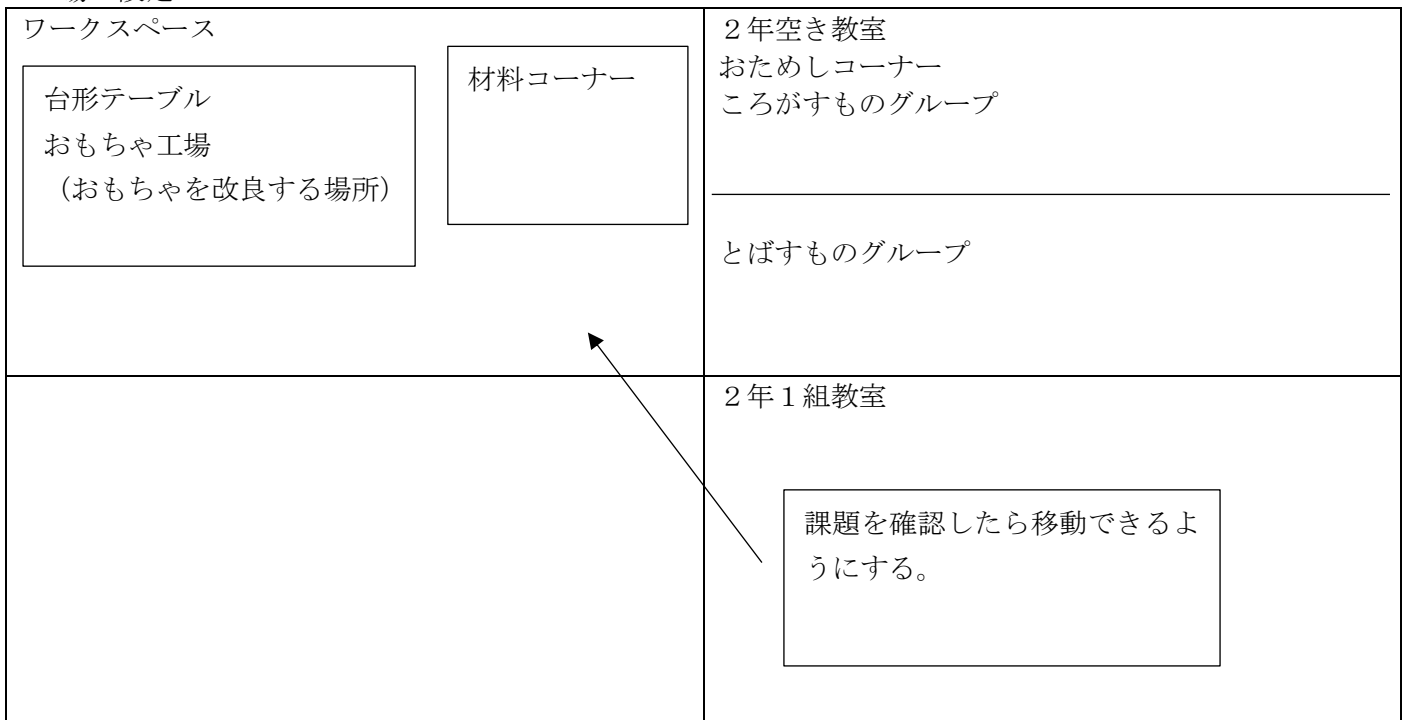 ワークスペース
台形テーブル
おもちゃ工場
（おもちゃを改良する場所）
材料コーナー
２年空き教室
おためしコーナー
ころがすものグループ
とばすものグループ
２年１組教室
課題を確認したら移動できるよ
うにする。